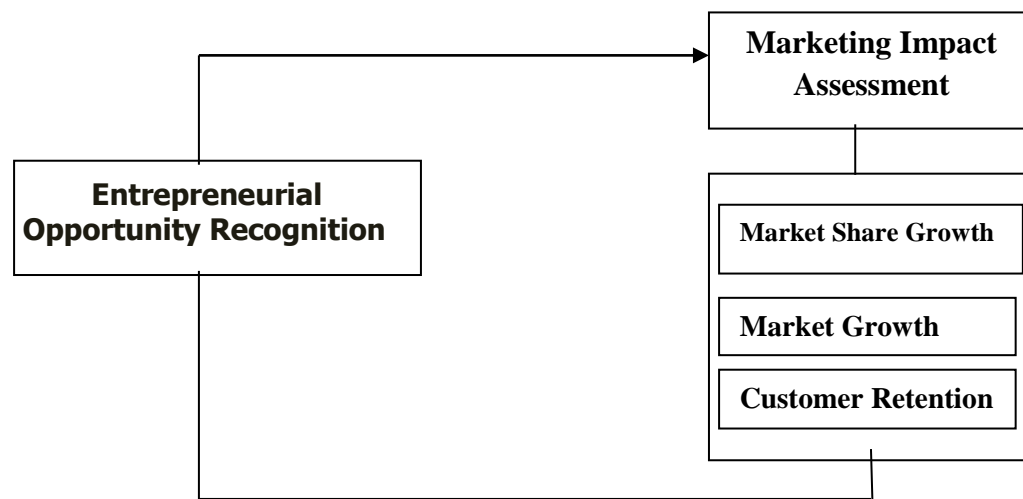 Marketing Impact
Assessment
Entrepreneurial
Opportunity Recognition
Market Share Growth
Market Growth
Customer Retention